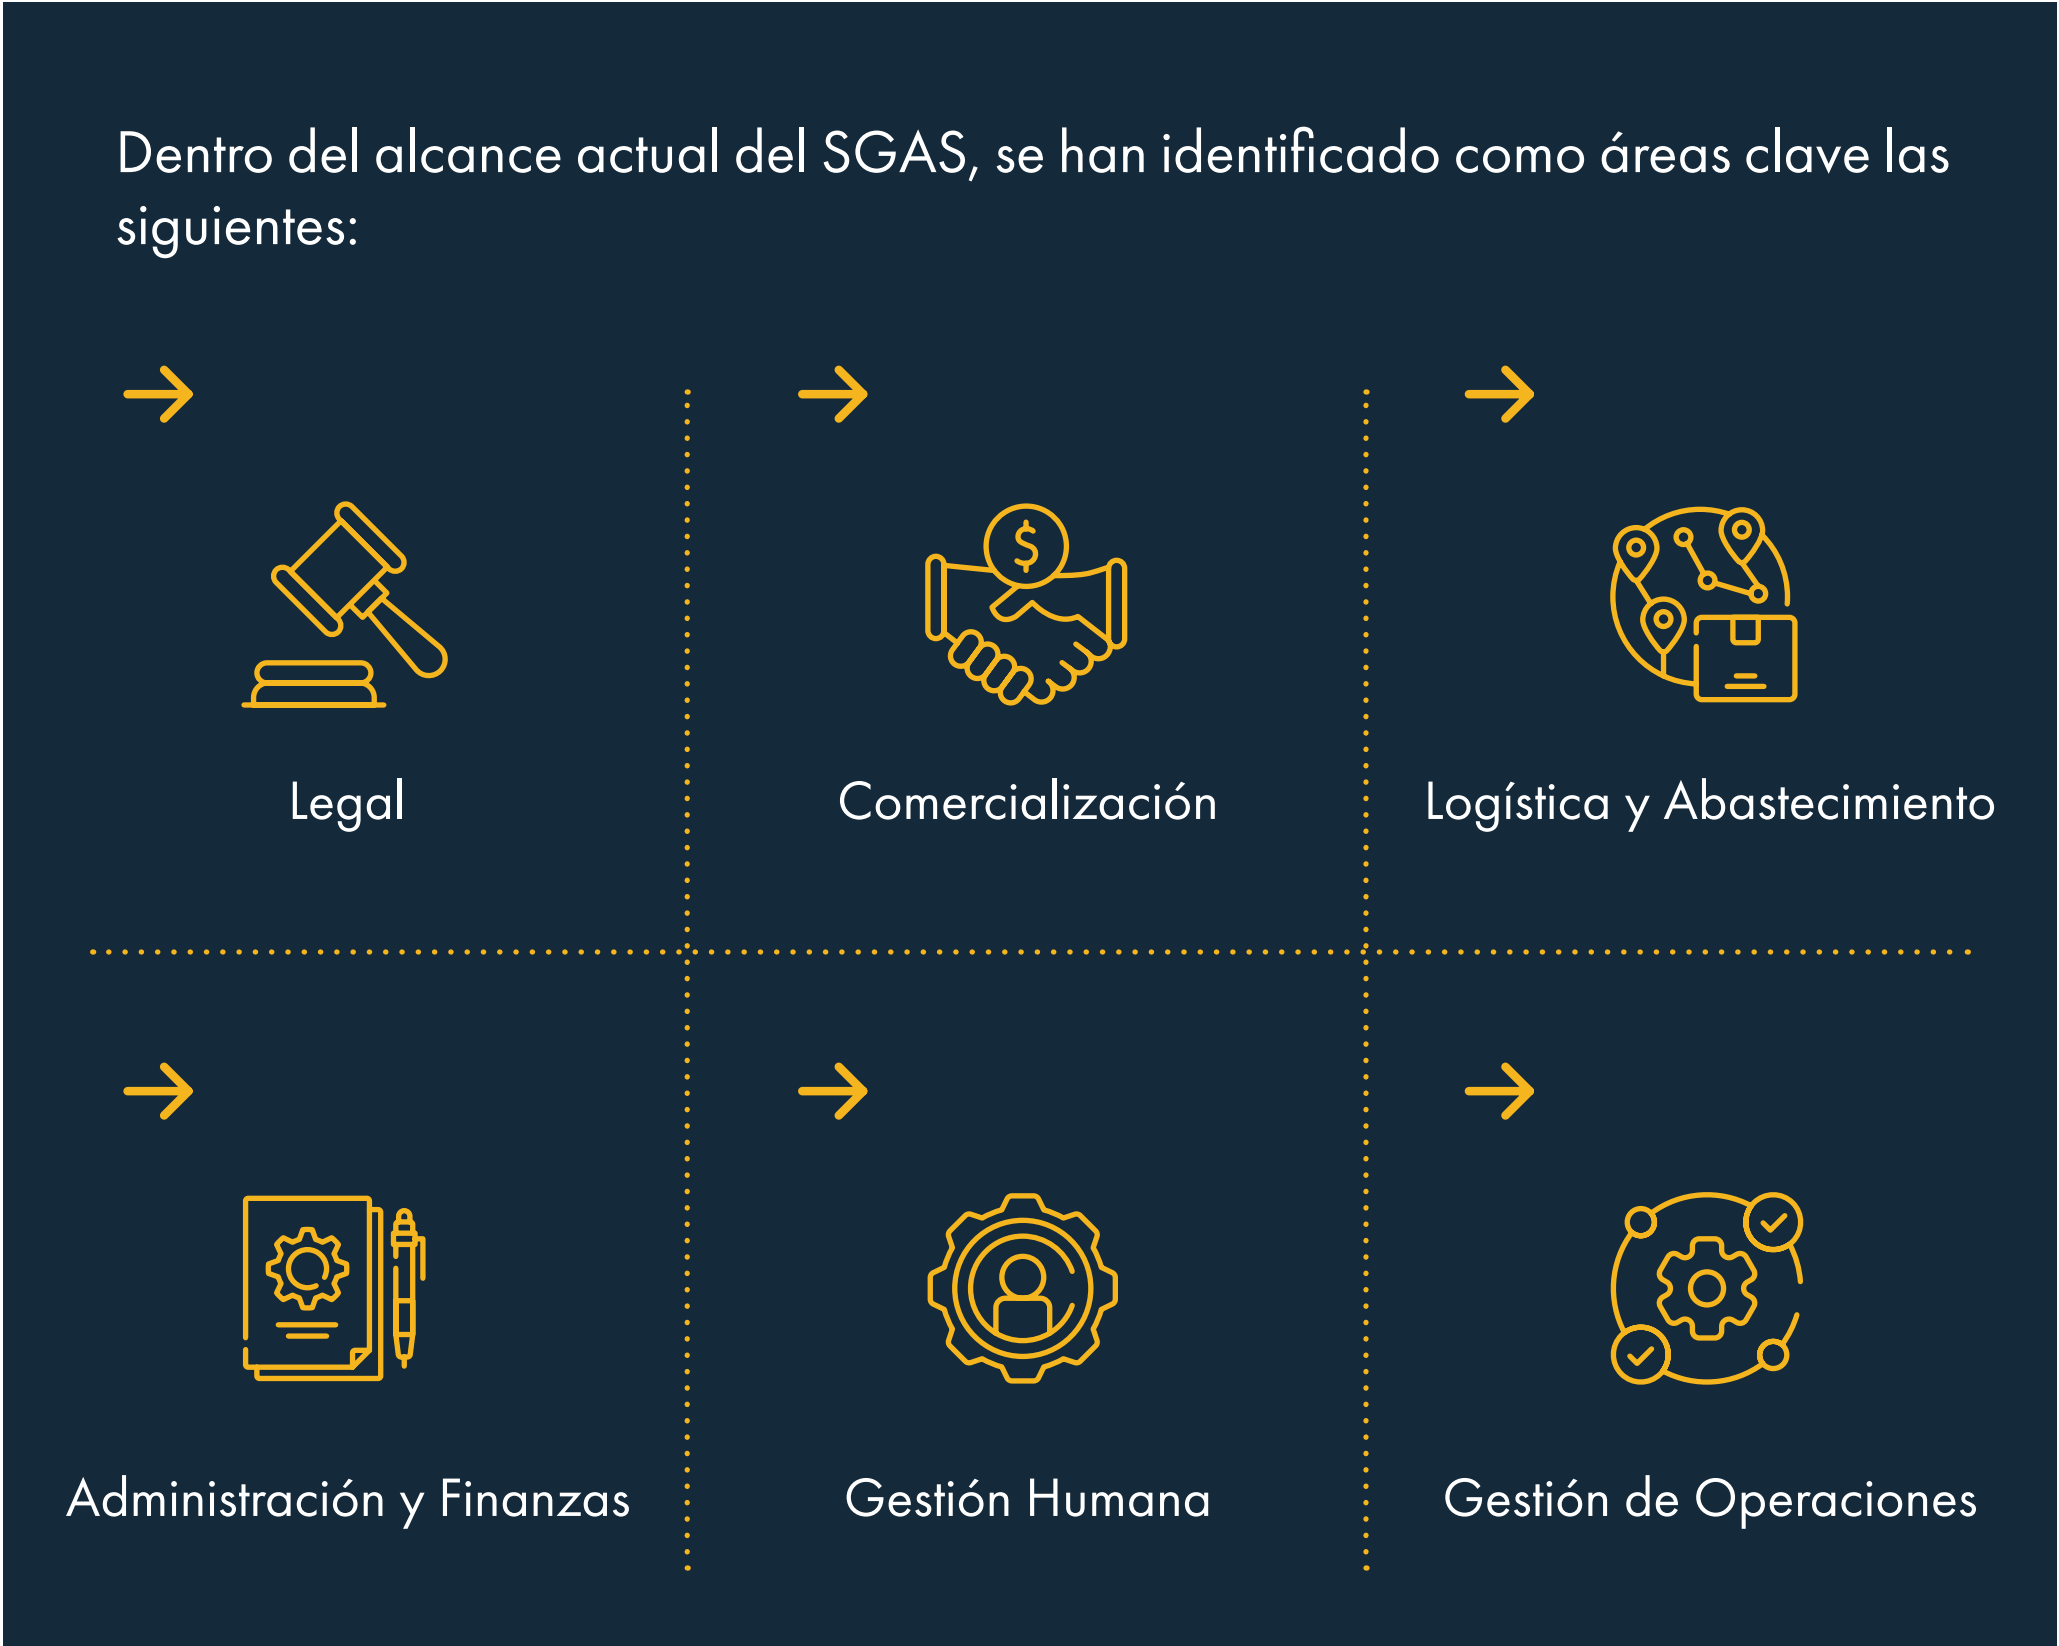 Dentro del alcance actual del SGAS, se han identificado como áreas clave las
siguientes:
$
Legal
Comercialización
Logística y Abastecimiento
Administración y Finanzas
Gestión Humana
Gestión de Operaciones